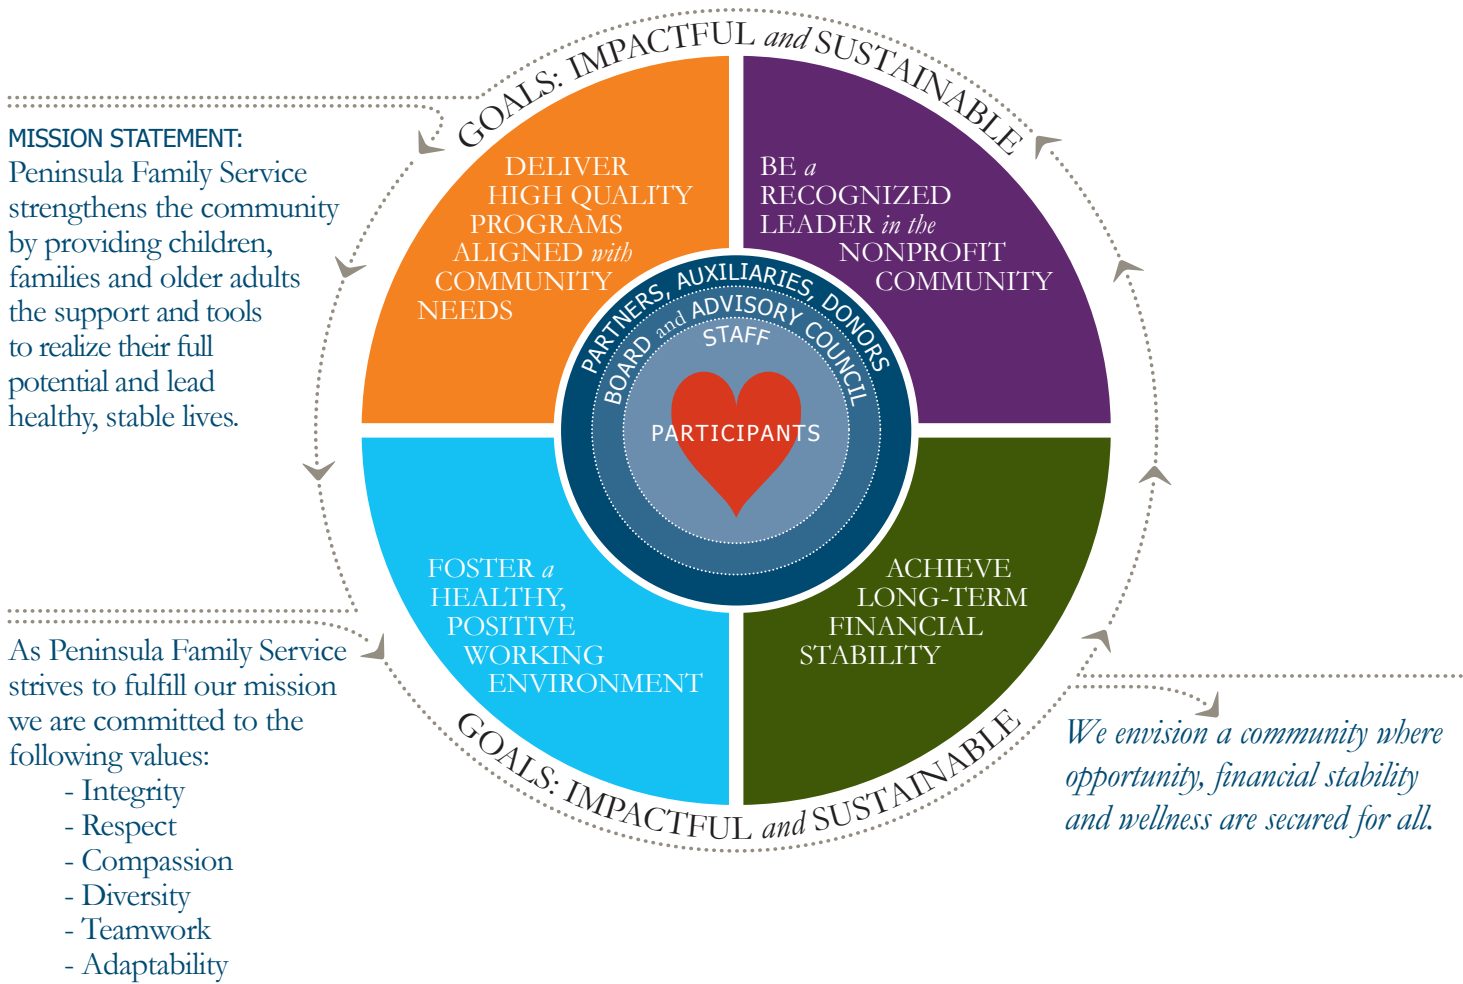 GOALS: IMPACTFUL and SUSTAINABLE
MISSION STATEMENT:
Peninsula Family Service
strengthens the community
by providing children,
families and older adults
the support and tools
to realize their full
potential and lead
healthy, stable lives.
DELIVER
HIGH QUALITY
PROGRAMS
ALIGNED with
COMMUNITY
NEEDS
BE a
RECOGNIZED
LEADER in the
NONPROFIT
COMMUNITY
PARTNERS, AUXILIARIES, DONORS
BOARD and ADVISORY COUNCIL
STAFF
PARTICIPANTS
FOSTER a
HEALTHY,
POSITIVE
WORKING
ENVIRONMENT
ACHIEVE
LONG-TERM
FINANCIAL
STABILITY
GOALS: IMPACTFUL and SUSTAINABLE
As Peninsula Family Service
strives to fulfill our mission
we are committed to the
following values:
- Integrity
- Respect
- Compassion
- Diversity
- Teamwork
- Adaptability
We envision a community where
opportunity, financial stability
and wellness are secured for all.